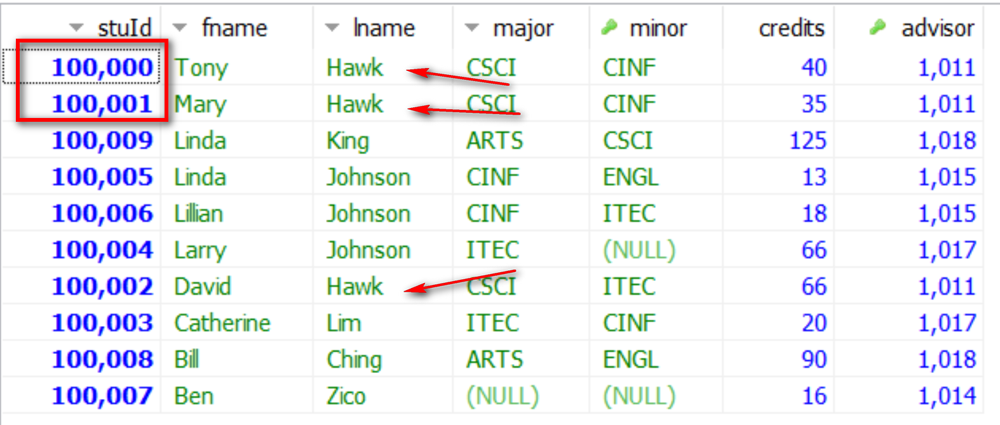 stuId fname lname major minor credits advisor
100,000 Tony Hawk CSCI CINF 40 1,011
100,001 Mary Hawk CSCI CINF 35 1,011
100,009 Linda King ARTS CSCI 125 1,018
100,005 Linda Johnson CINF ENGL 13 1,015
100,006 Lillian Johnson CINF ITEC 18 1,015
100,004 Larry Johnson ITEC (NULL) 66 1,017
100,002 David Hawk CSCI ITEC 66 1,011
100,003 Catherine Lim ITEC CINF 20 1,017
100,008 Bill Ching ARTS ENGL 90 1,018
100,007 Ben Zico (NULL) (NULL) 16 1,014